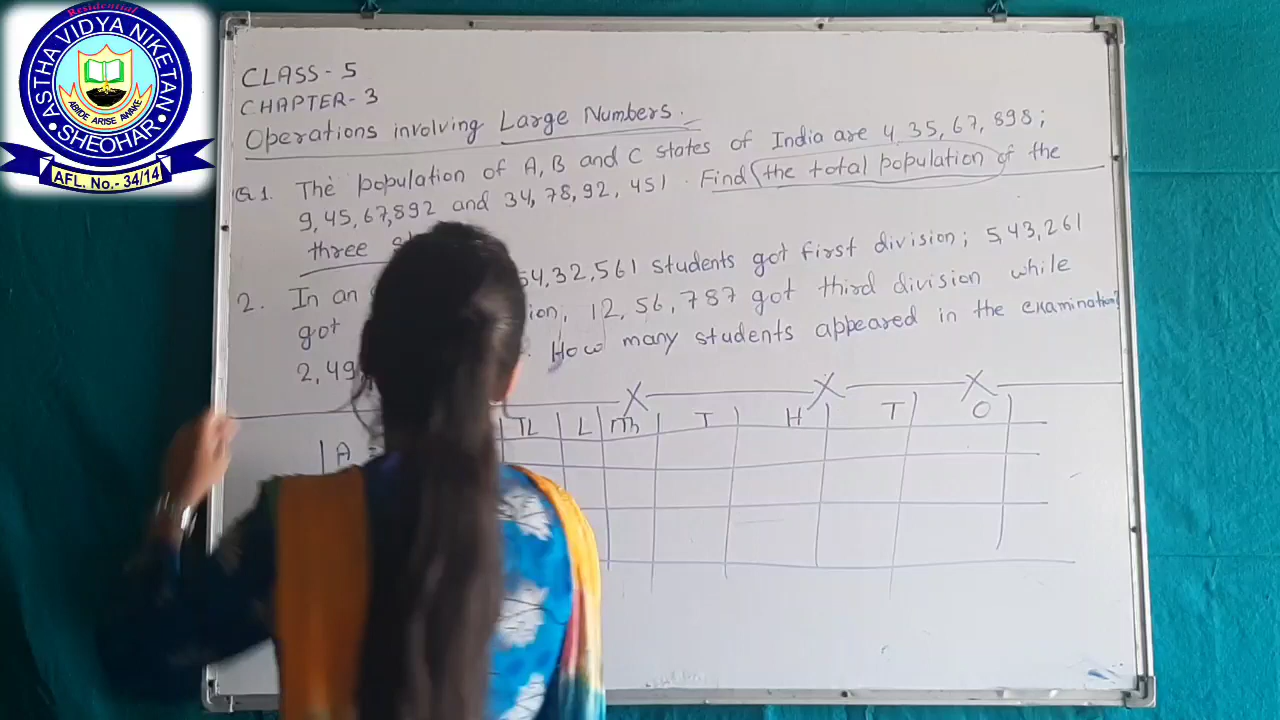 Residential
ASTHA VIDYA NIKETAN
ABIDE ARISE AWAKE
SHEOHAR
AFL. No.- 34/14
CLASS - 5
CHAPTER - 3
Operations involving Large Numbers.
Q.1. The population of A, B and C states of India are 4,35,67,898;
9,45,67,892 and 34,78,92,451. Find the total population of the
three
2. In an 54,32,561 students got first division; 5,43,261
got ion, 12,56,787 got third division while
2,49 How many students appeared in the examination?
TL L m T H T O
A =